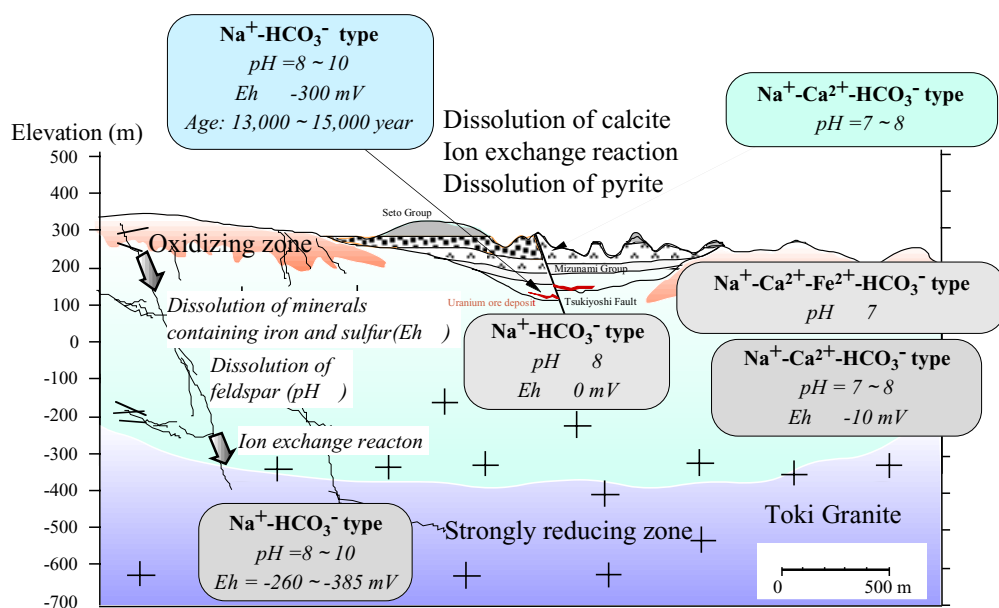 Na⁺-HCO₃⁻ type
pH =8 ~ 10
Eh -300 mV
Age: 13,000 ~ 15,000 year
Na⁺-Ca²⁺-HCO₃⁻ type
pH =7 ~ 8
Dissolution of calcite
Ion exchange reaction
Dissolution of pyrite
Elevation (m)
500
400
300
200
100
0
-100
-200
-300
-400
-500
-600
-700
Seto Group
Oxidizing zone
Mizunami Group
Uranium ore deposit
Tsukiyoshi Fault
Dissolution of minerals
containing iron and sulfur(Eh )
Dissolution of
feldspar (pH )
Ion exchange reacton
Na⁺-HCO₃⁻ type
pH 8
Eh 0 mV
Na⁺-Ca²⁺-Fe²⁺-HCO₃⁻ type
pH 7
Na⁺-Ca²⁺-HCO₃⁻ type
pH = 7 ~ 8
Eh -10 mV
Na⁺-HCO₃⁻ type
pH =8 ~ 10
Eh = -260 ~ -385 mV
Strongly reducing zone
Toki Granite
0
500 m